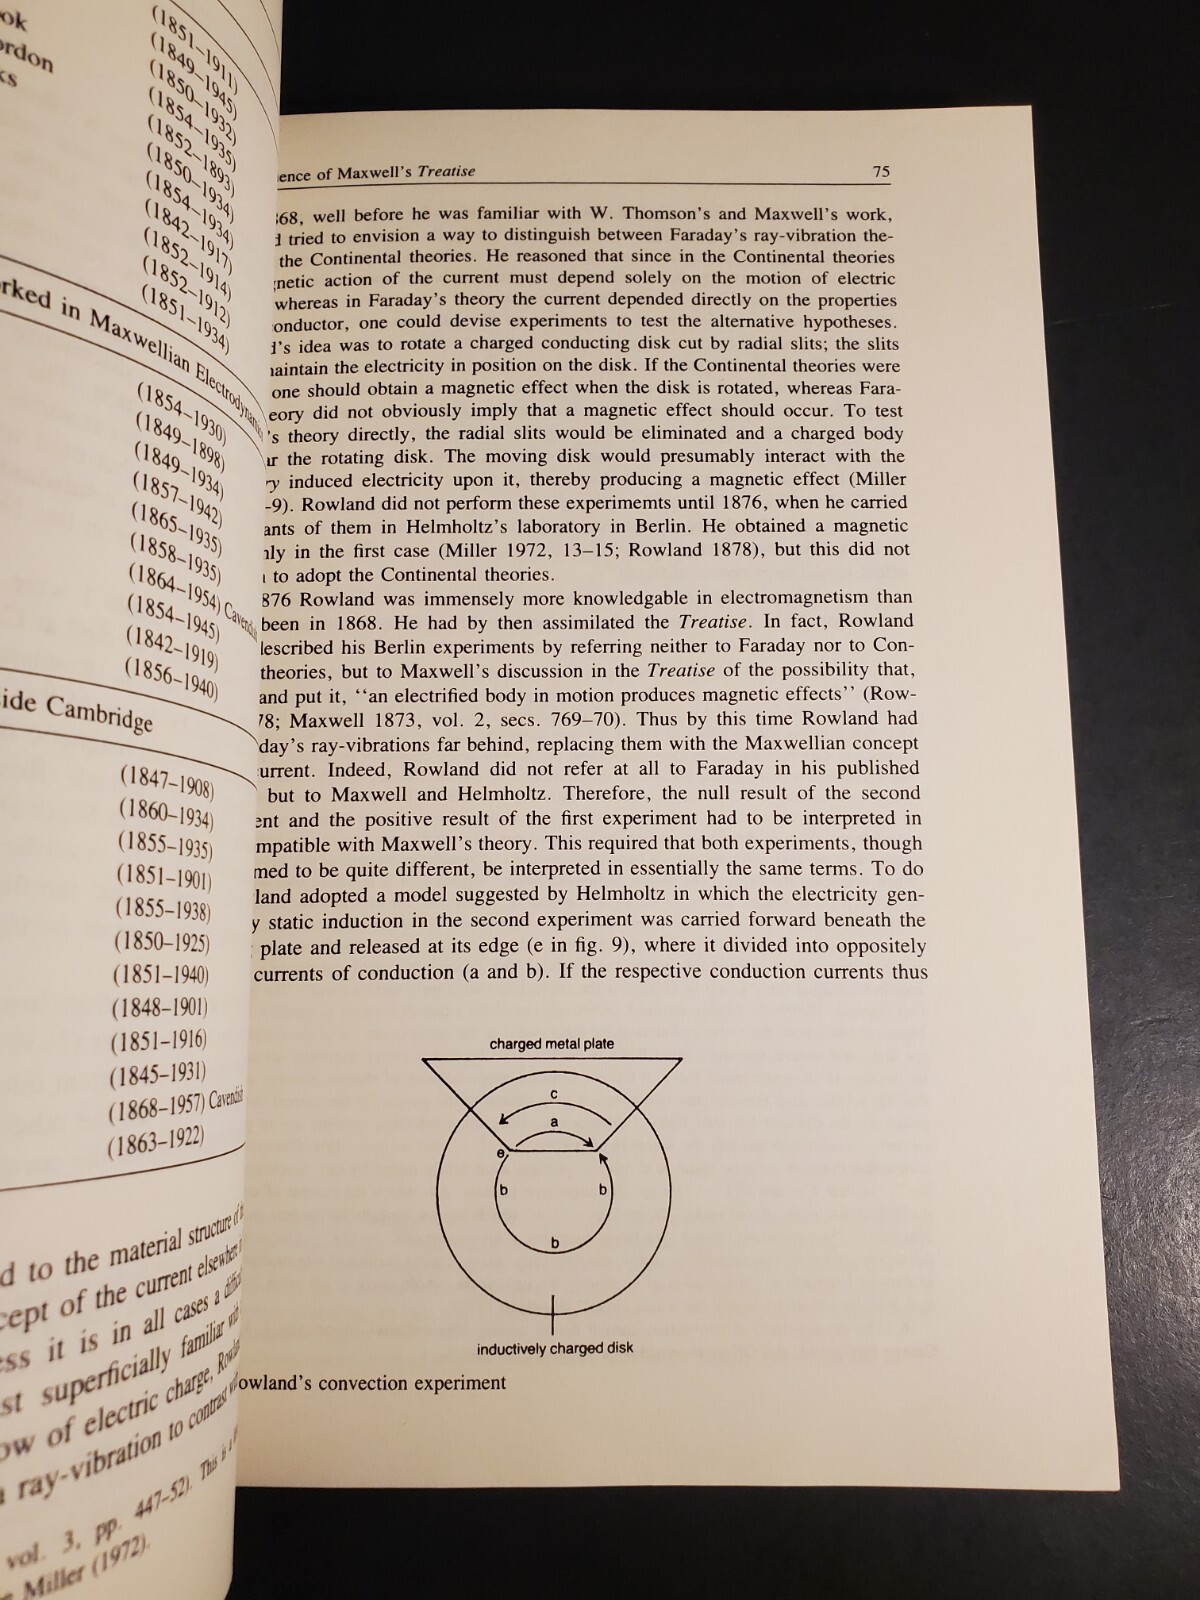 (1851–1911)
(1849–1945)
(1850–1932)
(1854–1935)
(1852–1893)
(1850–1934)
(1854–1934)
(1842–1917)
(1852–1914)
(1852–1912)
(1851–1934)
rked in Maxwellian Electrodynamics
(1854–1930)
(1849–1898)
(1849–1934)
(1857–1942)
(1865–1935)
(1858–1935)
(1864–1954) Cavendish
(1854–1945)
(1842–1919)
(1856–1940)
side Cambridge
(1847–1908)
(1860–1934)
(1855–1935)
(1851–1901)
(1855–1938)
(1850–1925)
(1851–1940)
(1848–1901)
(1851–1916)
(1845–1931)
(1868–1957) Cavendish
(1863–1922)
d to the material structure of
cept of the current elsewhere
ess it is in all cases a
st superficially familiar with
ow of electric charge,
a ray-vibration to contrast
vol. 3, pp. 447–52). This is a
Miller (1972).
ence of Maxwell's Treatise 75
68, well before he was familiar with W. Thomson's and Maxwell's work,
d tried to envision a way to distinguish between Faraday's ray-vibration the-
the Continental theories. He reasoned that since in the Continental theories
netic action of the current must depend solely on the motion of electric
whereas in Faraday's theory the current depended directly on the properties
onductor, one could devise experiments to test the alternative hypotheses.
d's idea was to rotate a charged conducting disk cut by radial slits; the slits
aintain the electricity in position on the disk. If the Continental theories were
one should obtain a magnetic effect when the disk is rotated, whereas Fara-
eory did not obviously imply that a magnetic effect should occur. To test
's theory directly, the radial slits would be eliminated and a charged body
ar the rotating disk. The moving disk would presumably interact with the
ry induced electricity upon it, thereby producing a magnetic effect (Miller
-9). Rowland did not perform these experimemts until 1876, when he carried
ants of them in Helmholtz's laboratory in Berlin. He obtained a magnetic
nly in the first case (Miller 1972, 13–15; Rowland 1878), but this did not
to adopt the Continental theories.
876 Rowland was immensely more knowledgable in electromagnetism than
been in 1868. He had by then assimilated the Treatise. In fact, Rowland
described his Berlin experiments by referring neither to Faraday nor to Con-
theories, but to Maxwell's discussion in the Treatise of the possibility that,
and put it, "an electrified body in motion produces magnetic effects" (Row-
78; Maxwell 1873, vol. 2, secs. 769–70). Thus by this time Rowland had
day's ray-vibrations far behind, replacing them with the Maxwellian concept
urrent. Indeed, Rowland did not refer at all to Faraday in his published
but to Maxwell and Helmholtz. Therefore, the null result of the second
ent and the positive result of the first experiment had to be interpreted in
mpatible with Maxwell's theory. This required that both experiments, though
med to be quite different, be interpreted in essentially the same terms. To do
land adopted a model suggested by Helmholtz in which the electricity gen-
y static induction in the second experiment was carried forward beneath the
plate and released at its edge (e in fig. 9), where it divided into oppositely
currents of conduction (a and b). If the respective conduction currents thus
charged metal plate
c
a
e
b b
b
inductively charged disk
owland's convection experiment